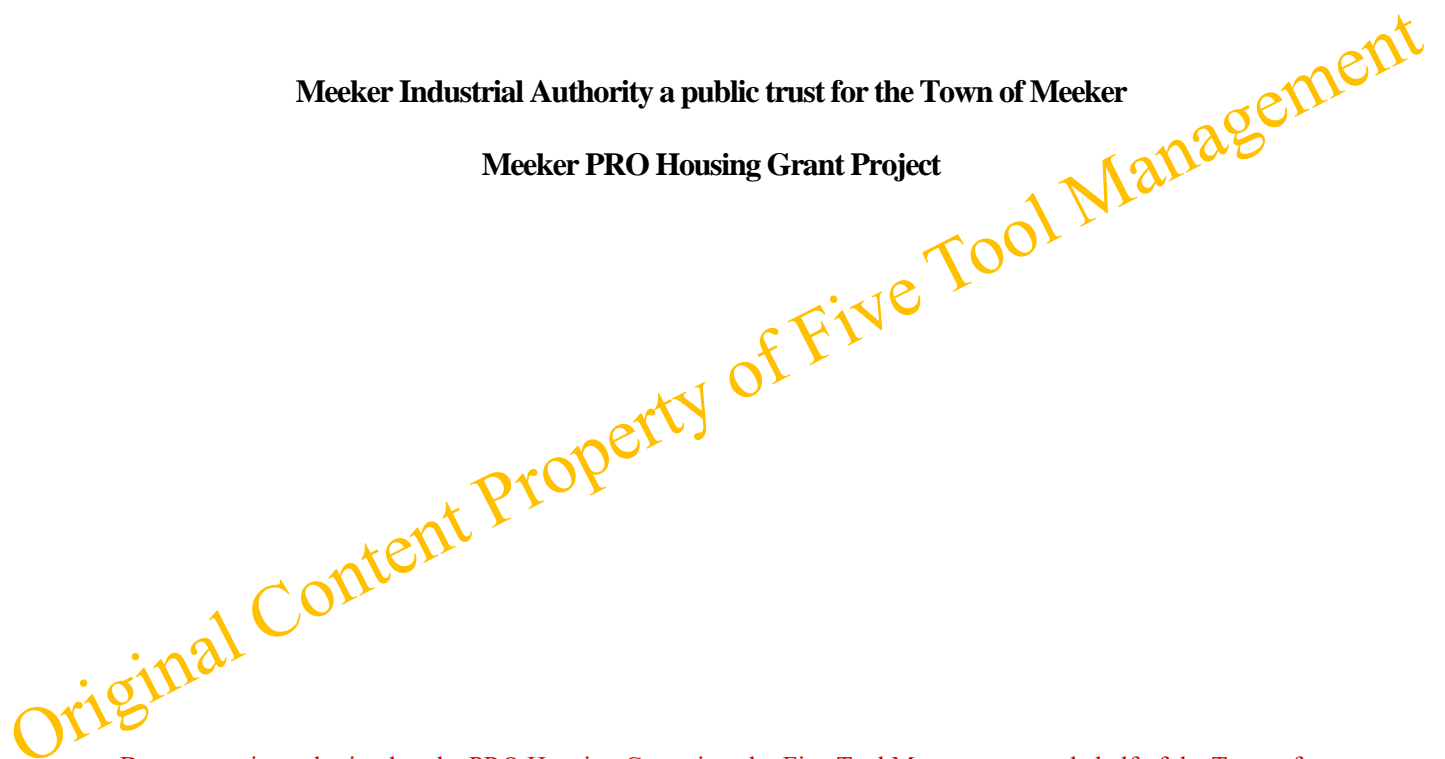 Meeker Industrial Authority a public trust for the Town of Meeker
Meeker PRO Housing Grant Project
Original Content Property of Five Tool Management